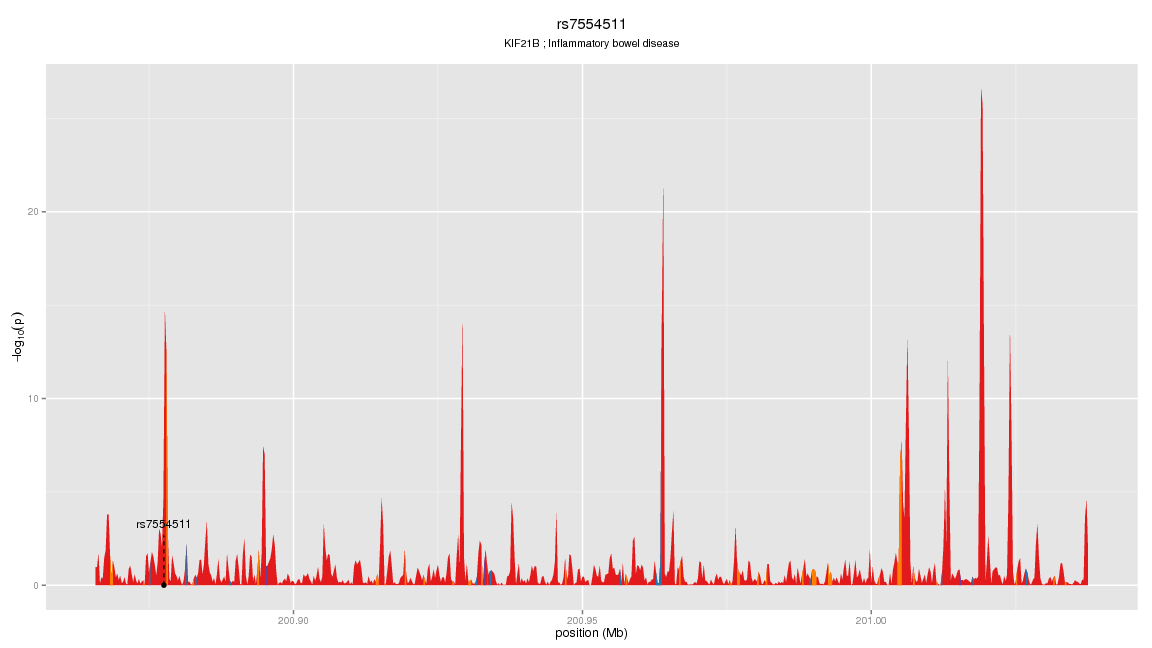 rs7554511
KIF21B ; Inflammatory bowel disease
−log10(p)
20
10
0
rs7554511
200.90
200.95
201.00
position (Mb)